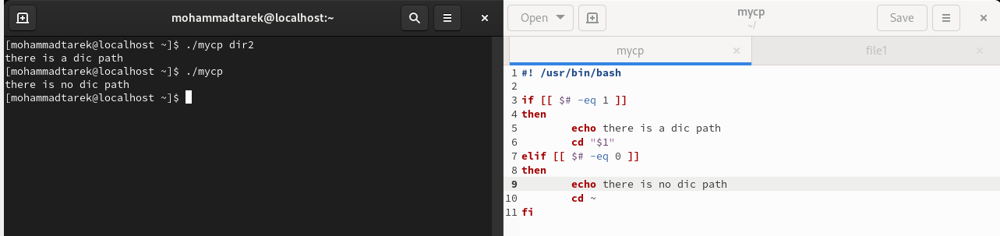 mohammadtarek@localhost:~
[mohammadtarek@localhost ~]$ ./mycp dir2
there is a dic path
[mohammadtarek@localhost ~]$ ./mycp
there is no dic path
[mohammadtarek@localhost ~]$
Open
mycp
~/
Save
mycp
file1
1 #! /usr/bin/bash
2
3 if [[ $# -eq 1 ]]
4 then
5 echo there is a dic path
6 cd "$1"
7 elif [[ $# -eq 0 ]]
8 then
9 echo there is no dic path
10 cd ~
11 fi